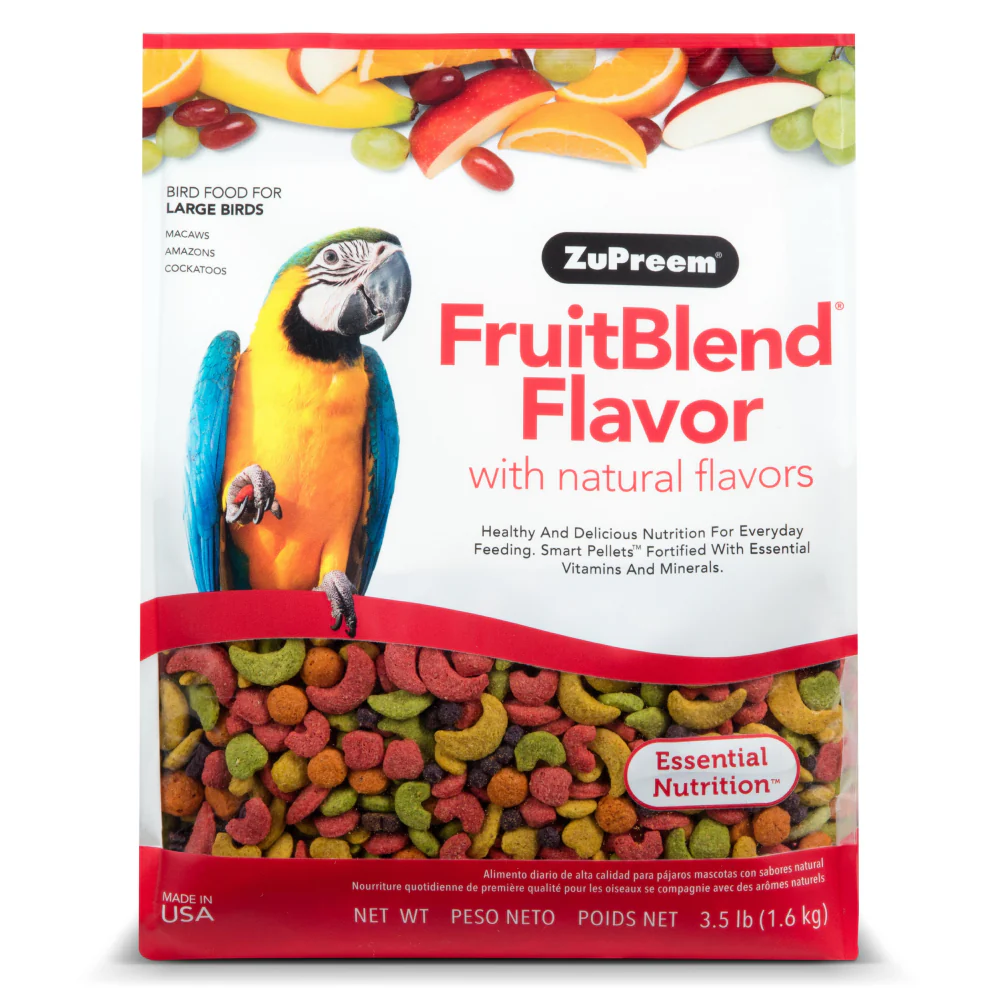 BIRD FOOD FOR
LARGE BIRDS
MACAWS
AMAZONS
COCKATOOS
ZuPreem®
FruitBlend®
Flavor
with natural flavors
Healthy And Delicious Nutrition For Everyday
Feeding. Smart Pellets™ Fortified With Essential
Vitamins And Minerals.
Essential
Nutrition™
Alimento diario de alta calidad para pájaros mascotas con sabores natural
Nourriture quotidienne de première qualité pour les oiseaux se compagnie avec des arômes naturels
MADE IN
USA
NET WT PESO NETO POIDS NET 3.5 lb (1.6 kg)